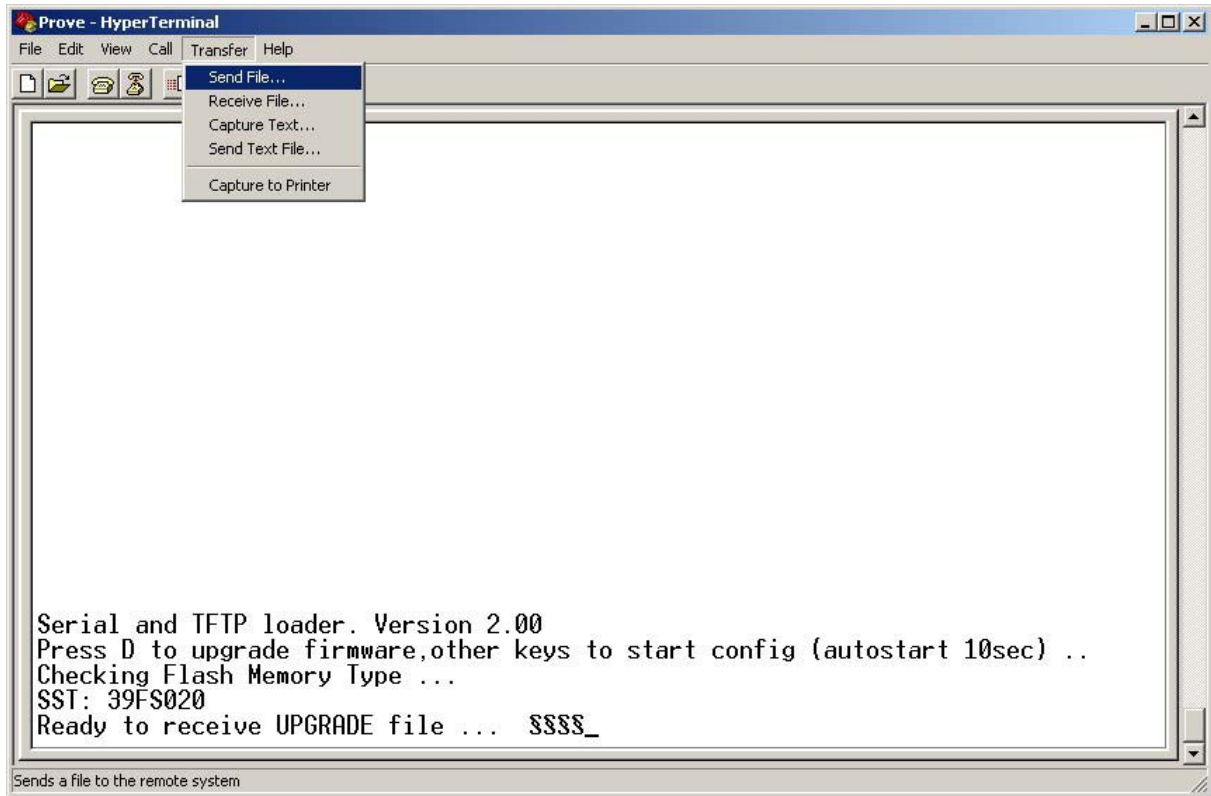 Prove - HyperTerminal
File Edit View Call Transfer Help
Send File...
Receive File...
Capture Text...
Send Text File...
Capture to Printer
Serial and TFTP loader. Version 2.00
Press D to upgrade firmware,other keys to start config (autostart 10sec) ..
Checking Flash Memory Type ...
SST: 39FS020
Ready to receive UPGRADE file ... §§§§_
Sends a file to the remote system